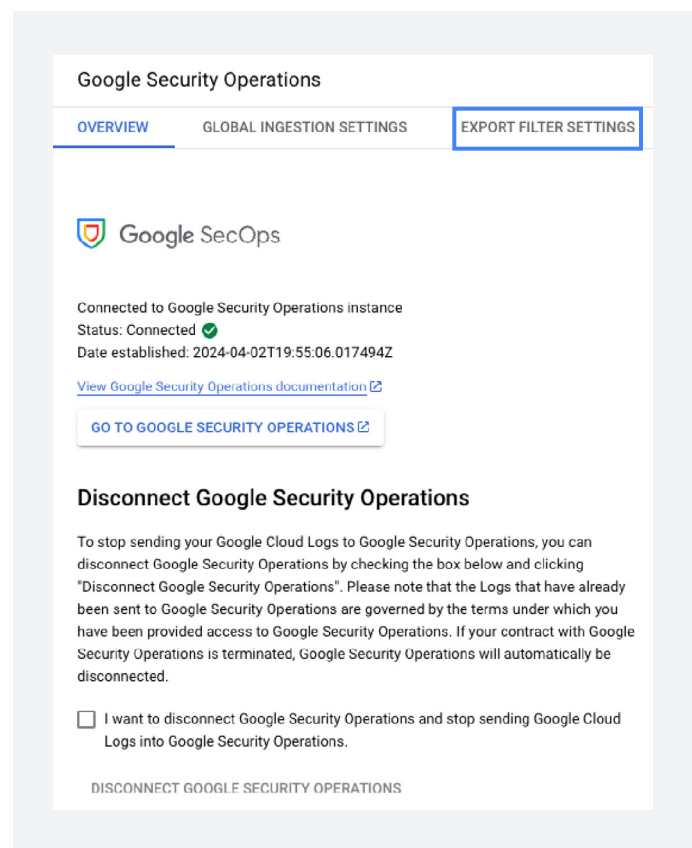 Google Security Operations
OVERVIEW
GLOBAL INGESTION SETTINGS
EXPORT FILTER SETTINGS
Google SecOps
Connected to Google Security Operations instance
Status: Connected
Date established: 2024-04-02T19:55:06.017494Z
View Google Security Operations documentation
GO TO GOOGLE SECURITY OPERATIONS
Disconnect Google Security Operations
To stop sending your Google Cloud Logs to Google Security Operations, you can
disconnect Google Security Operations by checking the box below and clicking
"Disconnect Google Security Operations". Please note that the Logs that have already
been sent to Google Security Operations are governed by the terms under which you
have been provided access to Google Security Operations. If your contract with Google
Security Operations is terminated, Google Security Operations will automatically be
disconnected.
I want to disconnect Google Security Operations and stop sending Google Cloud
Logs into Google Security Operations.
DISCONNECT GOOGLE SECURITY OPERATIONS